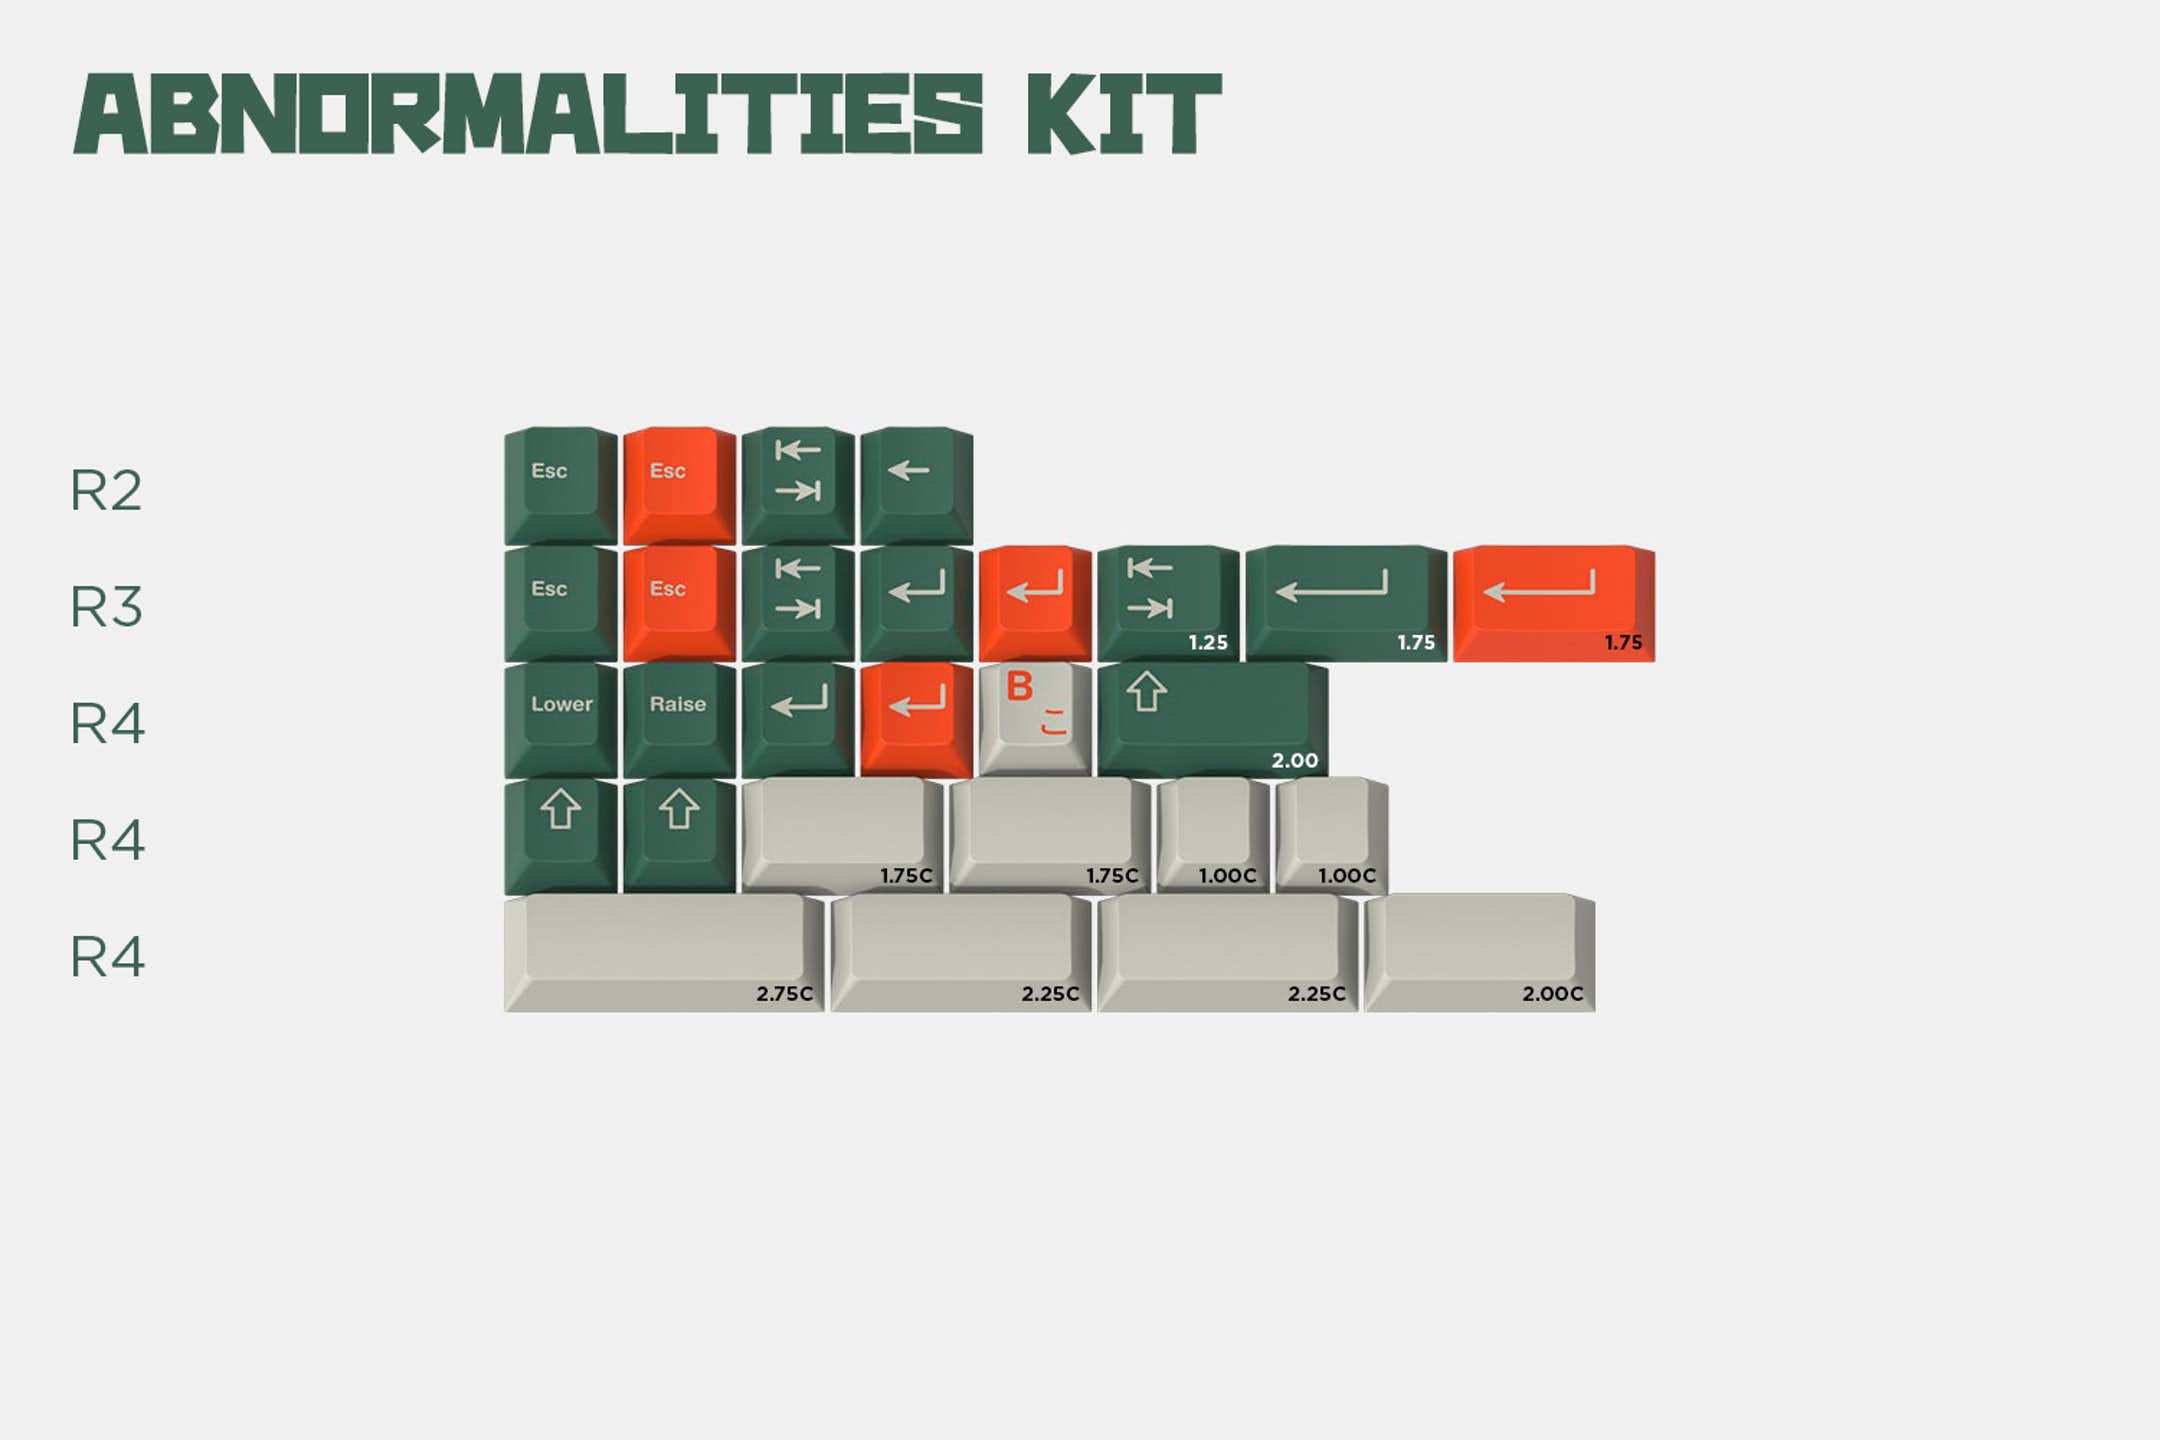 ABNORMALITIES KIT
R2
Esc
Esc
R3
Esc
Esc
1.25
1.75
1.75
R4
Lower
Raise
B
こ
2.00
R4
1.75C
1.75C
1.00C
1.00C
R4
2.75C
2.25C
2.25C
2.00C